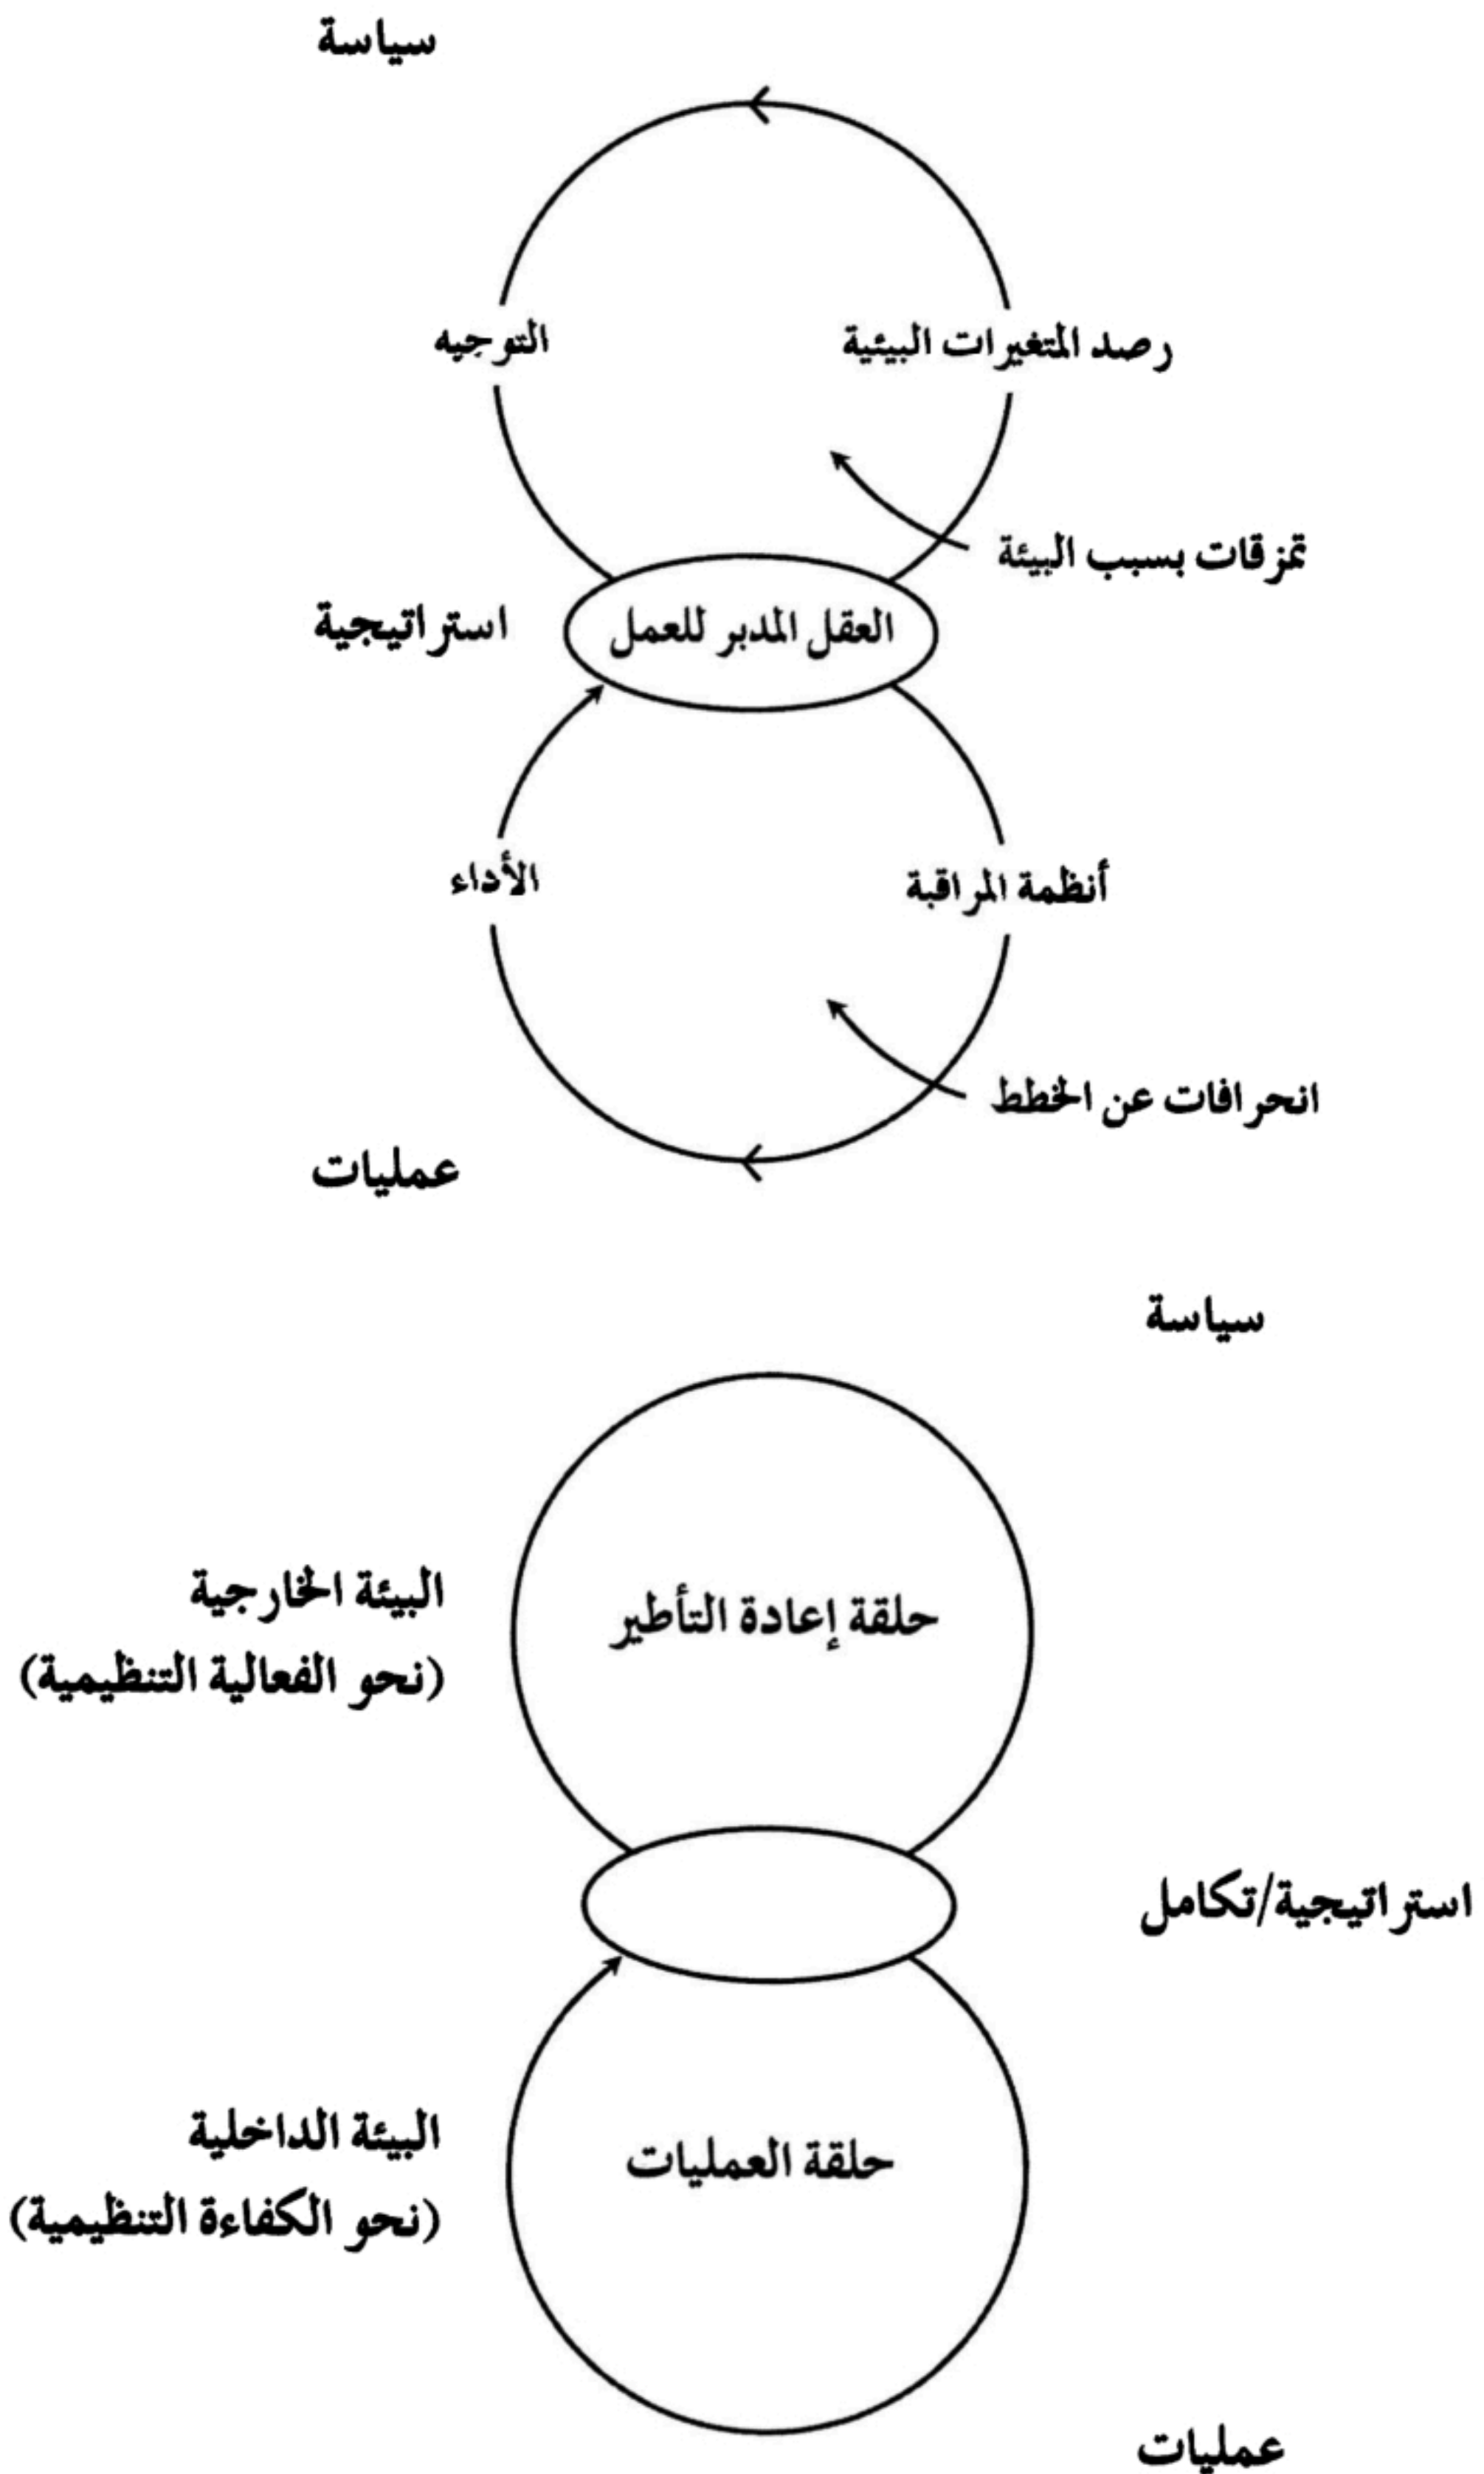 سياسة
رصد المتغيرات البيئية
التوجيه
تمزقات بسبب البيئة
العقل المدبر للعمل
استراتيجية
أنظمة المراقبة
الأداء
انحرافات عن الخطط
عمليات
سياسة
حلقة إعادة التأطير
البيئة الخارجية
(نحو الفعالية التنظيمية)
استراتيجية/تكامل
حلقة العمليات
البيئة الداخلية
(نحو الكفاءة التنظيمية)
عمليات